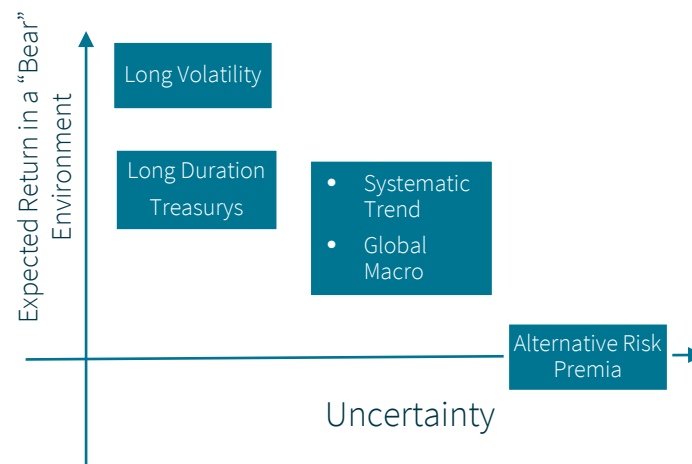 Expected Return in a “Bear”
Environment
Long Volatility
Long Duration
Treasurys
• Systematic
Trend
• Global
Macro
Alternative Risk
Premia
Uncertainty